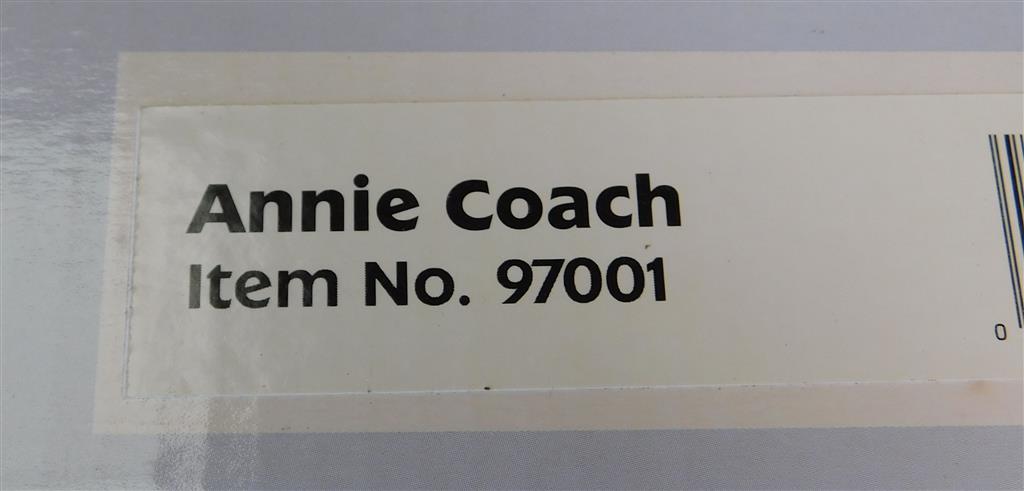 Annie Coach
Item No. 97001
0